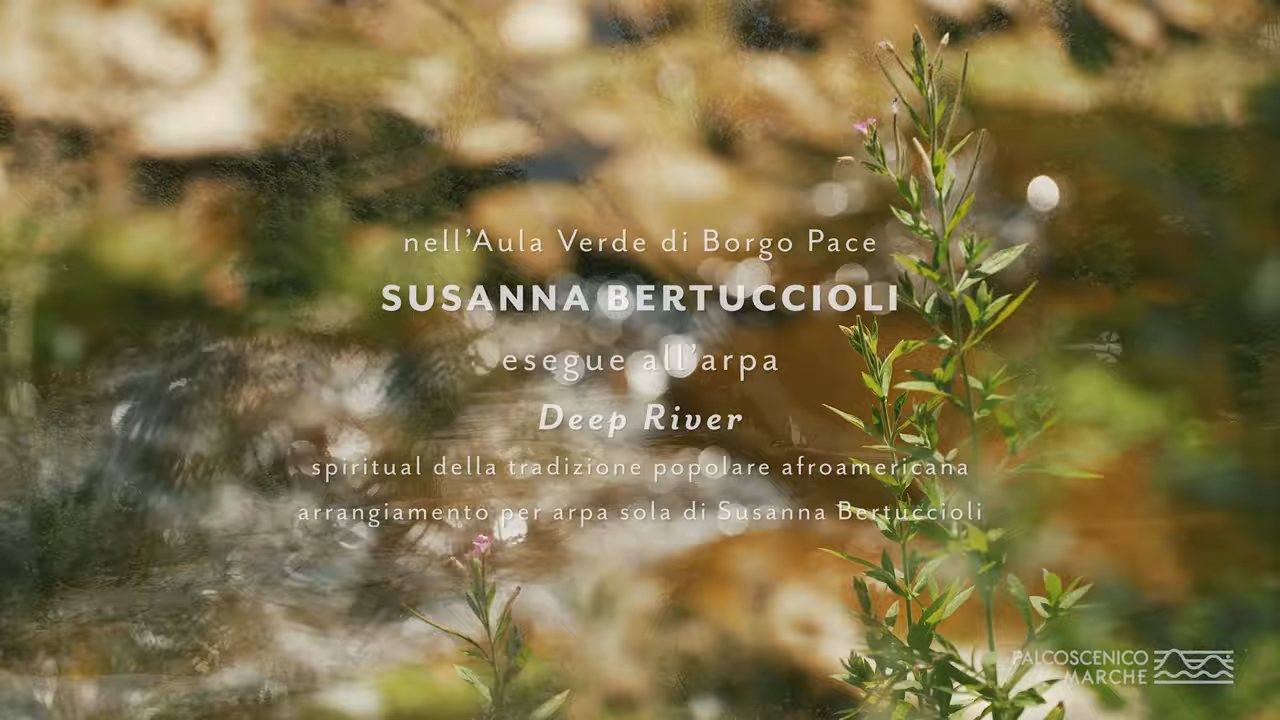 nell’Aula Verde di Borgo Pace
SUSANNA BERTUCCIOLI
esegue all’arpa
Deep River
spiritual della tradizione popolare afroamericana
arrangiamento per arpa sola di Susanna Bertuccioli
PALCOSCENICO
MARCHE